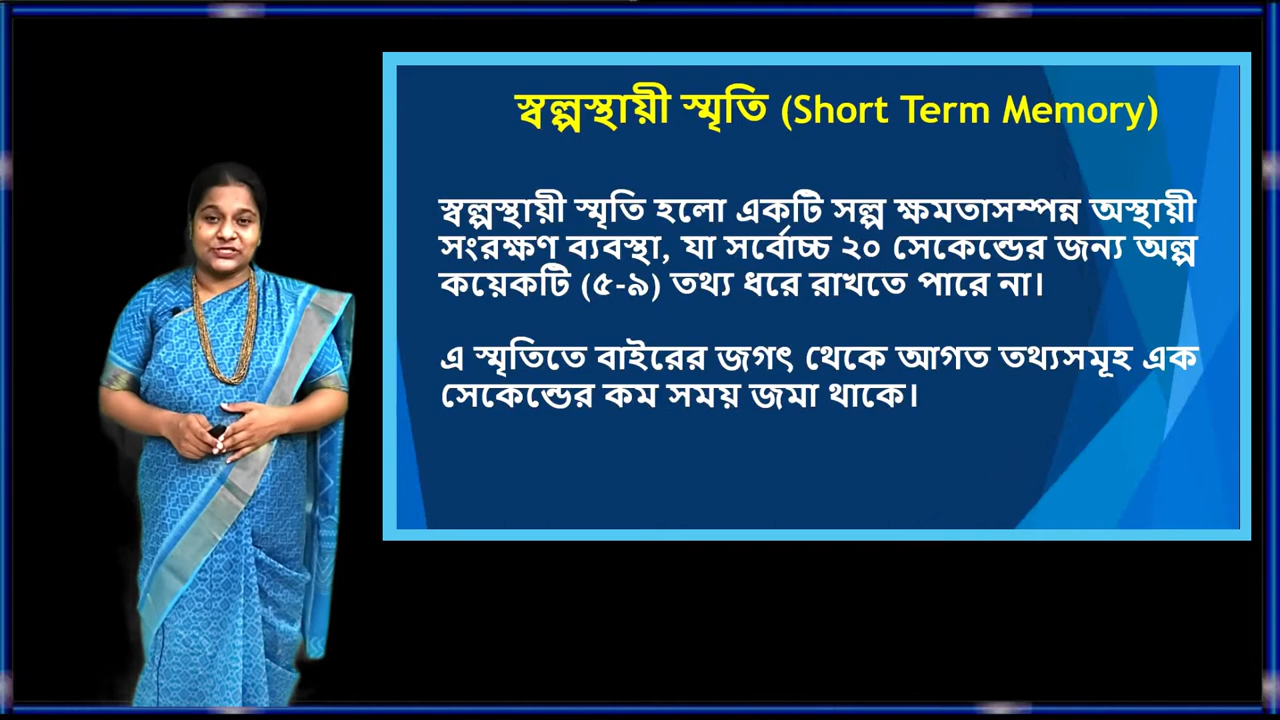 স্বল্পস্থায়ী স্মৃতি (Short Term Memory)
স্বল্পস্থায়ী স্মৃতি হলো একটি সল্প ক্ষমতাসম্পন্ন অস্থায়ী
সংরক্ষণ ব্যবস্থা, যা সর্বোচ্চ ২০ সেকেন্ডের জন্য অল্প
কয়েকটি (৫-৯) তথ্য ধরে রাখতে পারে না।
এ স্মৃতিতে বাইরের জগৎ থেকে আগত তথ্যসমূহ এক
সেকেন্ডের কম সময় জমা থাকে।